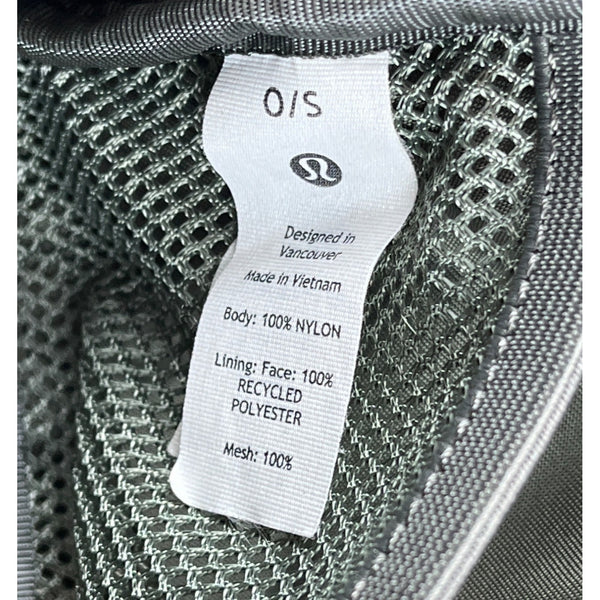 O/S
Designed in
Vancouver
Made in Vietnam
Body: 100% NYLON
Lining: Face: 100%
RECYCLED
POLYESTER
Mesh: 100%